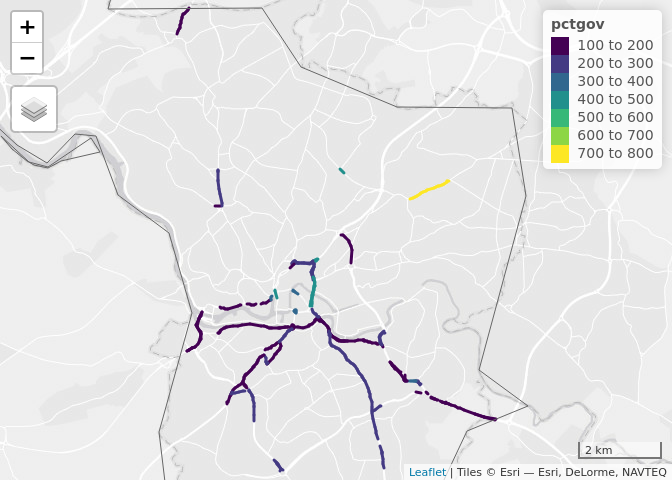 +
−
pctgov
100 to 200
200 to 300
300 to 400
400 to 500
500 to 600
600 to 700
700 to 800
2 km
Leaflet | Tiles © Esri — Esri, DeLorme, NAVTEQ